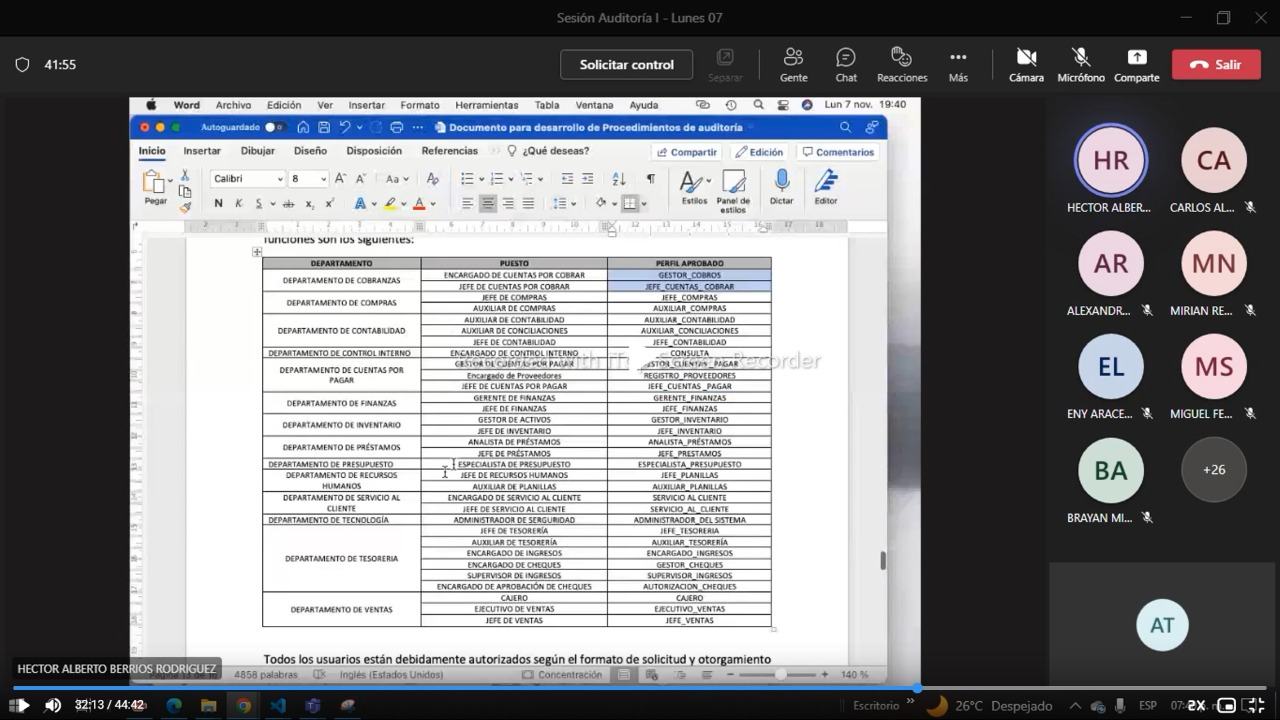 Sesión Auditoría I - Lunes 07
41:55
Solicitar control
Separar
Gente
Chat
Reacciones
Más
Cámara
Micrófono
Comparte
Salir
Word Archivo Edición Ver Insertar Formato Herramientas Tabla Ventana Ayuda
Lun 7 nov. 19:40
Autoguardado
Documento para desarrollo de Procedimientos de auditoría
Inicio Insertar Dibujar Diseño Disposición Referencias ¿Qué deseas?
Compartir Edición Comentarios
Calibri 8
Pegar
Estilos
Panel de estilos
Dictar
Editor
funciones son los siguientes:
DEPARTAMENTO PUESTO PERFIL APROBADO
DEPARTAMENTO DE COBRANZAS
ENCARGADO DE CUENTAS POR COBRAR GESTOR_COBROS
JEFE DE CUENTAS POR COBRAR JEFE_CUENTAS_ COBRAR
DEPARTAMENTO DE COMPRAS
JEFE DE COMPRAS JEFE_COMPRAS
AUXILIAR DE COMPRAS AUXILIAR_COMPRAS
DEPARTAMENTO DE CONTABILIDAD
AUXILIAR DE CONTABILIDAD AUXILIAR_CONTABILIDAD
AUXILIAR DE CONCILIACIONES AUXILIAR_CONCILIACIONES
JEFE DE CONTABILIDAD JEFE_CONTABILIDAD
DEPARTAMENTO DE CONTROL INTERNO ENCARGADO DE CONTROL INTERNO CONSULTA
DEPARTAMENTO DE CUENTAS POR PAGAR
GESTOR DE CUENTAS POR PAGAR GESTOR_CUENTAS _PAGAR
Encargado de Proveedores REGISTRO_PROVEEDORES
JEFE DE CUENTAS POR PAGAR JEFE_CUENTAS _PAGAR
DEPARTAMENTO DE FINANZAS
GERENTE DE FINANZAS GERENTE_FINANZAS
JEFE DE FINANZAS JEFE_FINANZAS
DEPARTAMENTO DE INVENTARIO
GESTOR DE ACTIVOS GESTOR_INVENTARIO
JEFE DE INVENTARIO JEFE_INVENTARIO
DEPARTAMENTO DE PRÉSTAMOS
ANALISTA DE PRÉSTAMOS ANALISTA_PRÉSTAMOS
JEFE DE PRÉSTAMOS JEFE_PRESTAMOS
DEPARTAMENTO DE PRESUPUESTO ESPECIALISTA DE PRESUPUESTO ESPECIALISTA_PRESUPUESTO
DEPARTAMENTO DE RECURSOS HUMANOS
JEFE DE RECURSOS HUMANOS JEFE_PLANILLAS
AUXILIAR DE PLANILLAS AUXILIAR_PLANILLAS
DEPARTAMENTO DE SERVICIO AL CLIENTE
ENCARGADO DE SERVICIO AL CLIENTE SERVICIO AL CLIENTE
JEFE DE SERVICIO AL CLIENTE SERVICIO_AL_CLIENTE
DEPARTAMENTO DE TECNOLOGÍA ADMINISTRADOR DE SERGURIDAD ADMINISTRADOR_DEL SISTEMA
DEPARTAMENTO DE TESORERIA
JEFE DE TESORERÍA JEFE_TESORERIA
AUXILIAR DE TESORERÍA AUXILIAR_TESORERÍA
ENCARGADO DE INGRESOS ENCARGADO_INGRESOS
ENCARGADO DE CHEQUES GESTOR_CHEQUES
SUPERVISOR DE INGRESOS SUPERVISOR_INGRESOS
ENCARGADO DE APROBACIÓN DE CHEQUES AUTORIZACION_CHEQUES
DEPARTAMENTO DE VENTAS
CAJERO CAJERO
EJECUTIVO DE VENTAS EJECUTIVO_VENTAS
JEFE DE VENTAS JEFE_VENTAS
Todos los usuarios están debidamente autorizados según el formato de solicitud y otorgamiento
4858 palabras
Inglés (Estados Unidos)
Concentración
140 %
HECTOR ALBERTO BERRIOS RODRIGUEZ
HR
HECTOR ALBER...
CA
CARLOS AL...
AR
ALEXANDR...
MN
MIRIAN RE...
EL
ENY ARACE...
MS
MIGUEL FE...
BA
BRAYAN MI...
+26
AT
32:13 / 44:42
Escritorio
26°C Despejado
ESP
2X